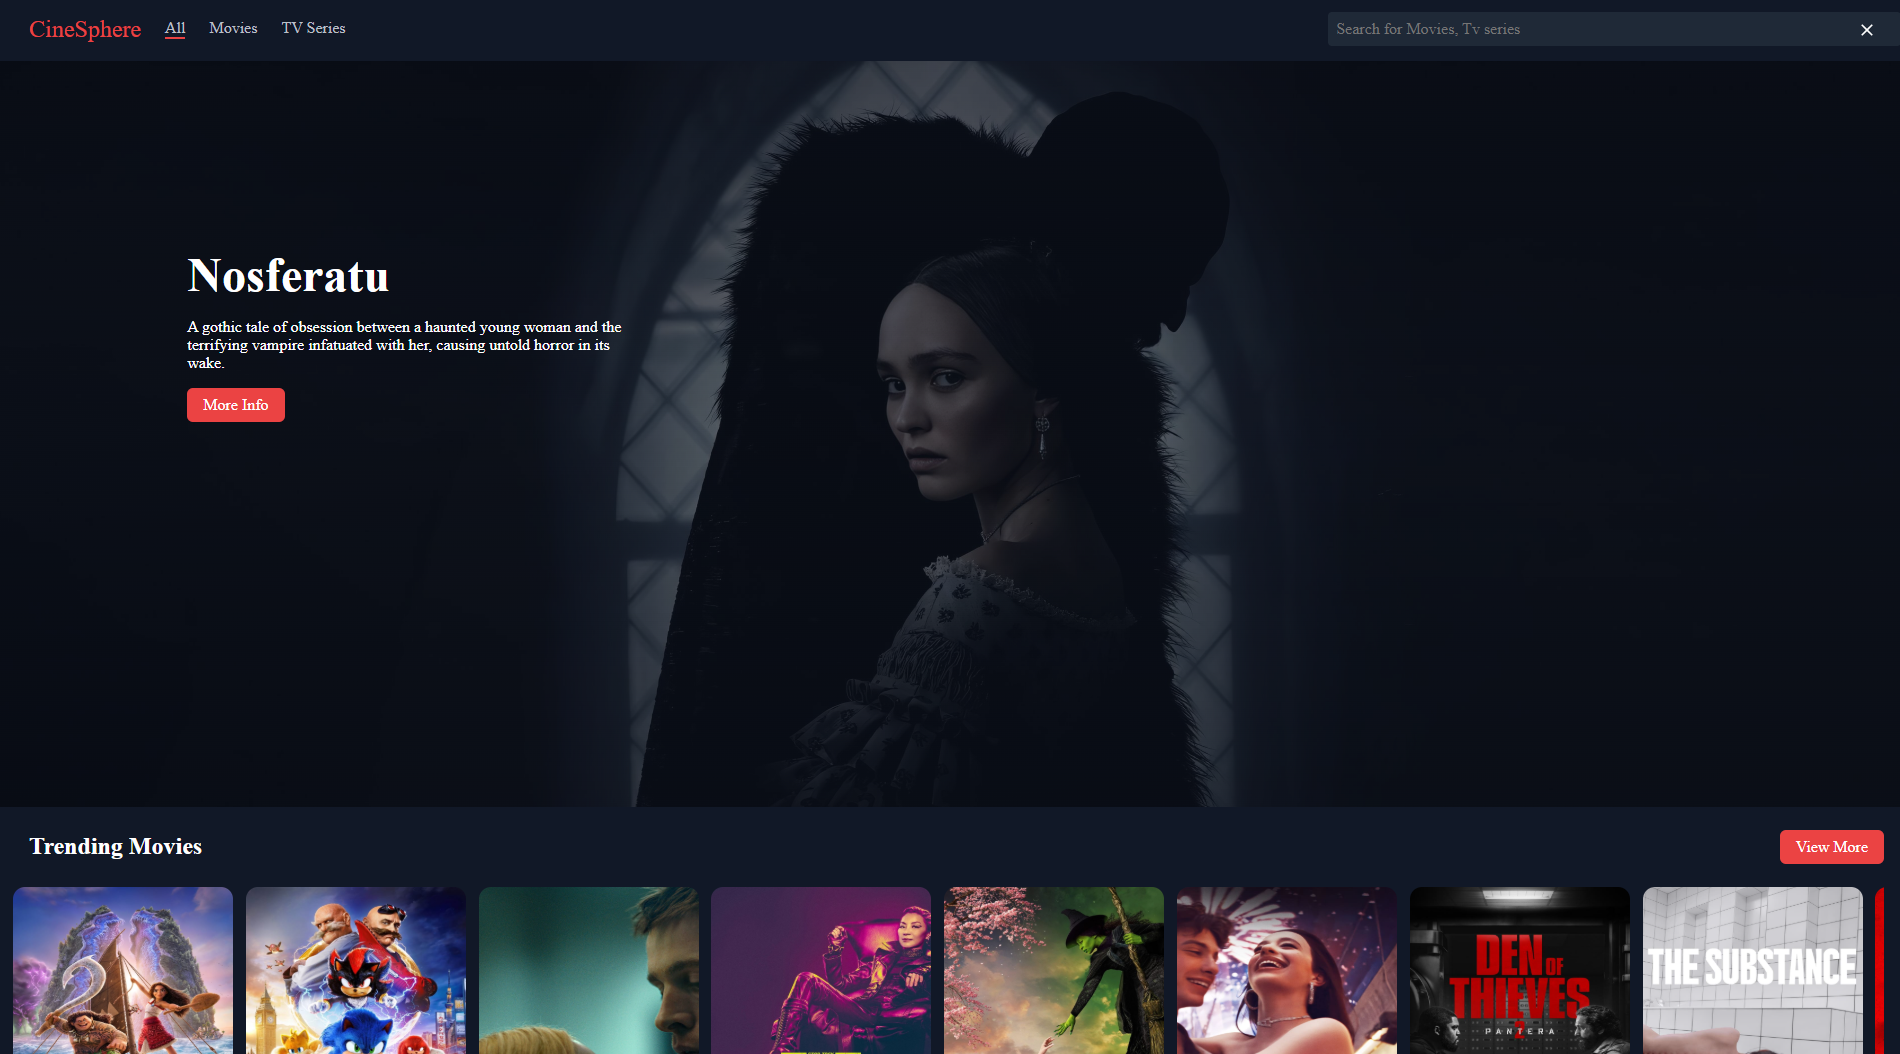 CineSphere
All
Movies
TV Series
Search for Movies, Tv series
Nosferatu
A gothic tale of obsession between a haunted young woman and the
terrifying vampire infatuated with her, causing untold horror in its
wake.
More Info
Trending Movies
View More
2
DEN OF
THIEVES
2
PANTERA
THE SUBSTANCE